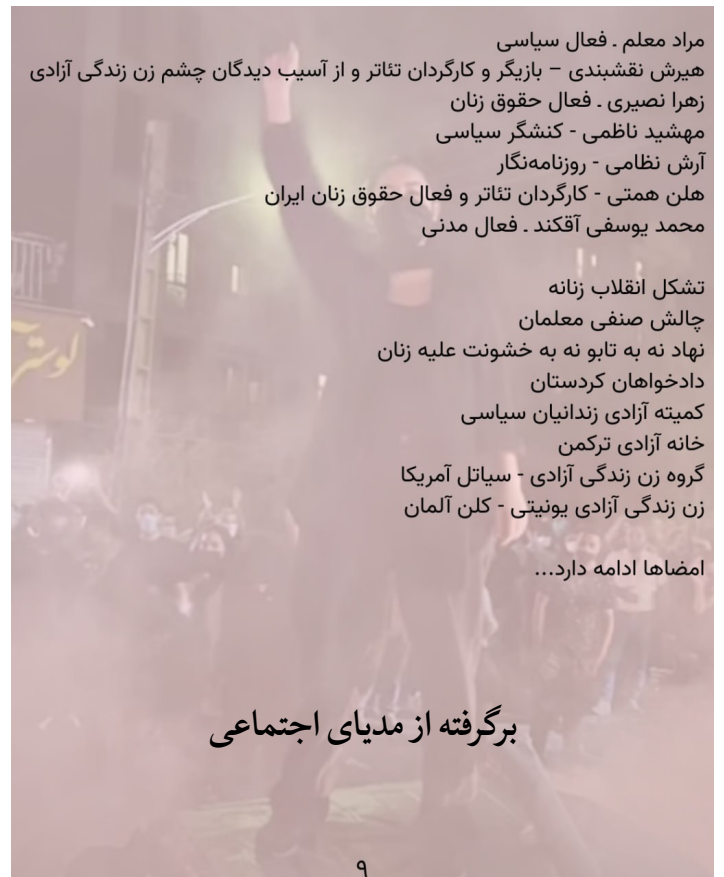 مراد معلم . فعال سیاسی
هیرش نقشبندی – بازیگر و کارگردان تئاتر و از آسیب دیدگان چشم زن زندگی آزادی
زهرا نصیری . فعال حقوق زنان
مهشید ناظمی - کنشگر سیاسی
آرش نظامی - روزنامه‌نگار
هلن همتی - کارگردان تئاتر و فعال حقوق زنان ایران
محمد یوسفی آقکند . فعال مدنی
تشکل انقلاب زنانه
چالش صنفی معلمان
نهاد نه به تابو نه به خشونت علیه زنان
دادخواهان کردستان
کمیته آزادی زندانیان سیاسی
خانه آزادی ترکمن
گروه زن زندگی آزادی - سیاتل آمریکا
زن زندگی آزادی یونیتی - کلن آلمان
امضاها ادامه دارد...
لوستر
برگرفته از مدیای اجتماعی
۹